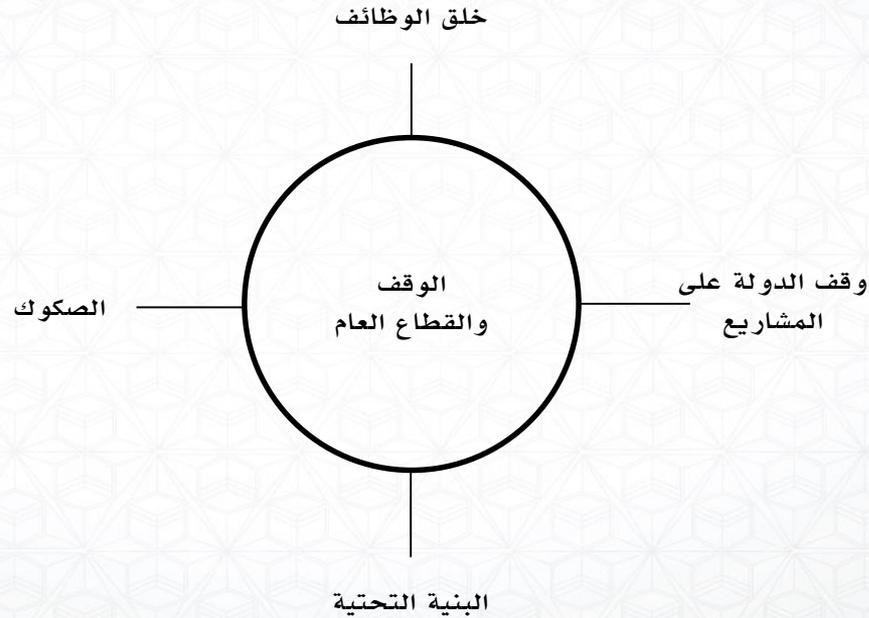 خلق الوظائف
وقف الدولة على
المشاريع
الوقف
والقطاع العام
الصكوك
البنية التحتية